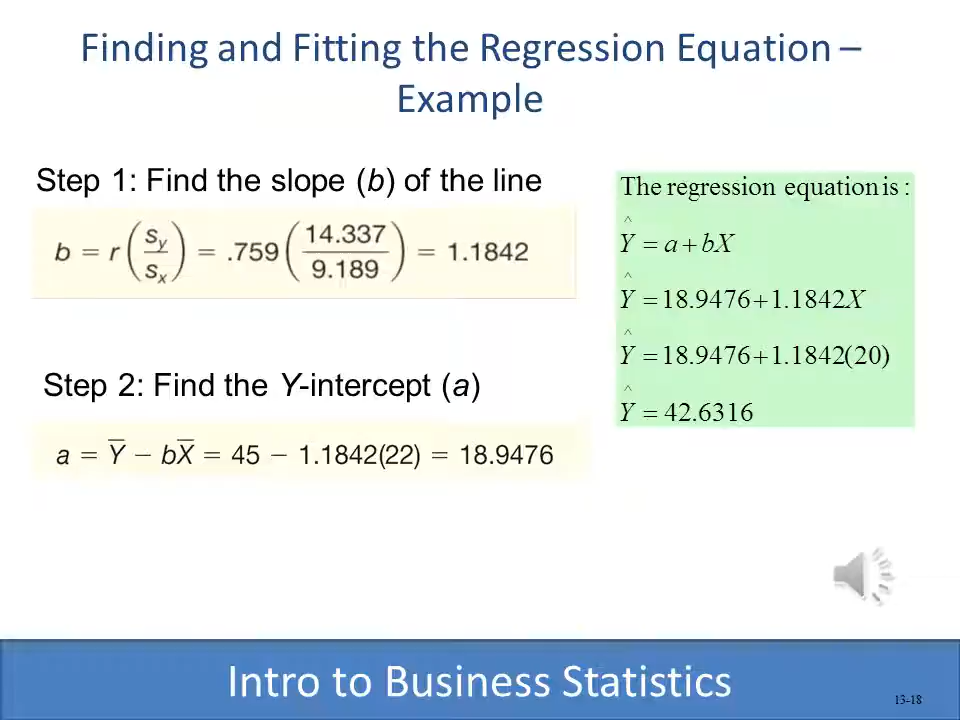 Finding and Fitting the Regression Equation –
Example
Step 1: Find the slope (b) of the line
b = r(s_y/s_x) = .759(14.337/9.189) = 1.1842
Step 2: Find the Y-intercept (a)
a = Y̅ − bX̅ = 45 − 1.1842(22) = 18.9476
The regression equation is :
Ŷ = a + bX
Ŷ = 18.9476 + 1.1842X
Ŷ = 18.9476 + 1.1842(20)
Ŷ = 42.6316
Intro to Business Statistics
13-18